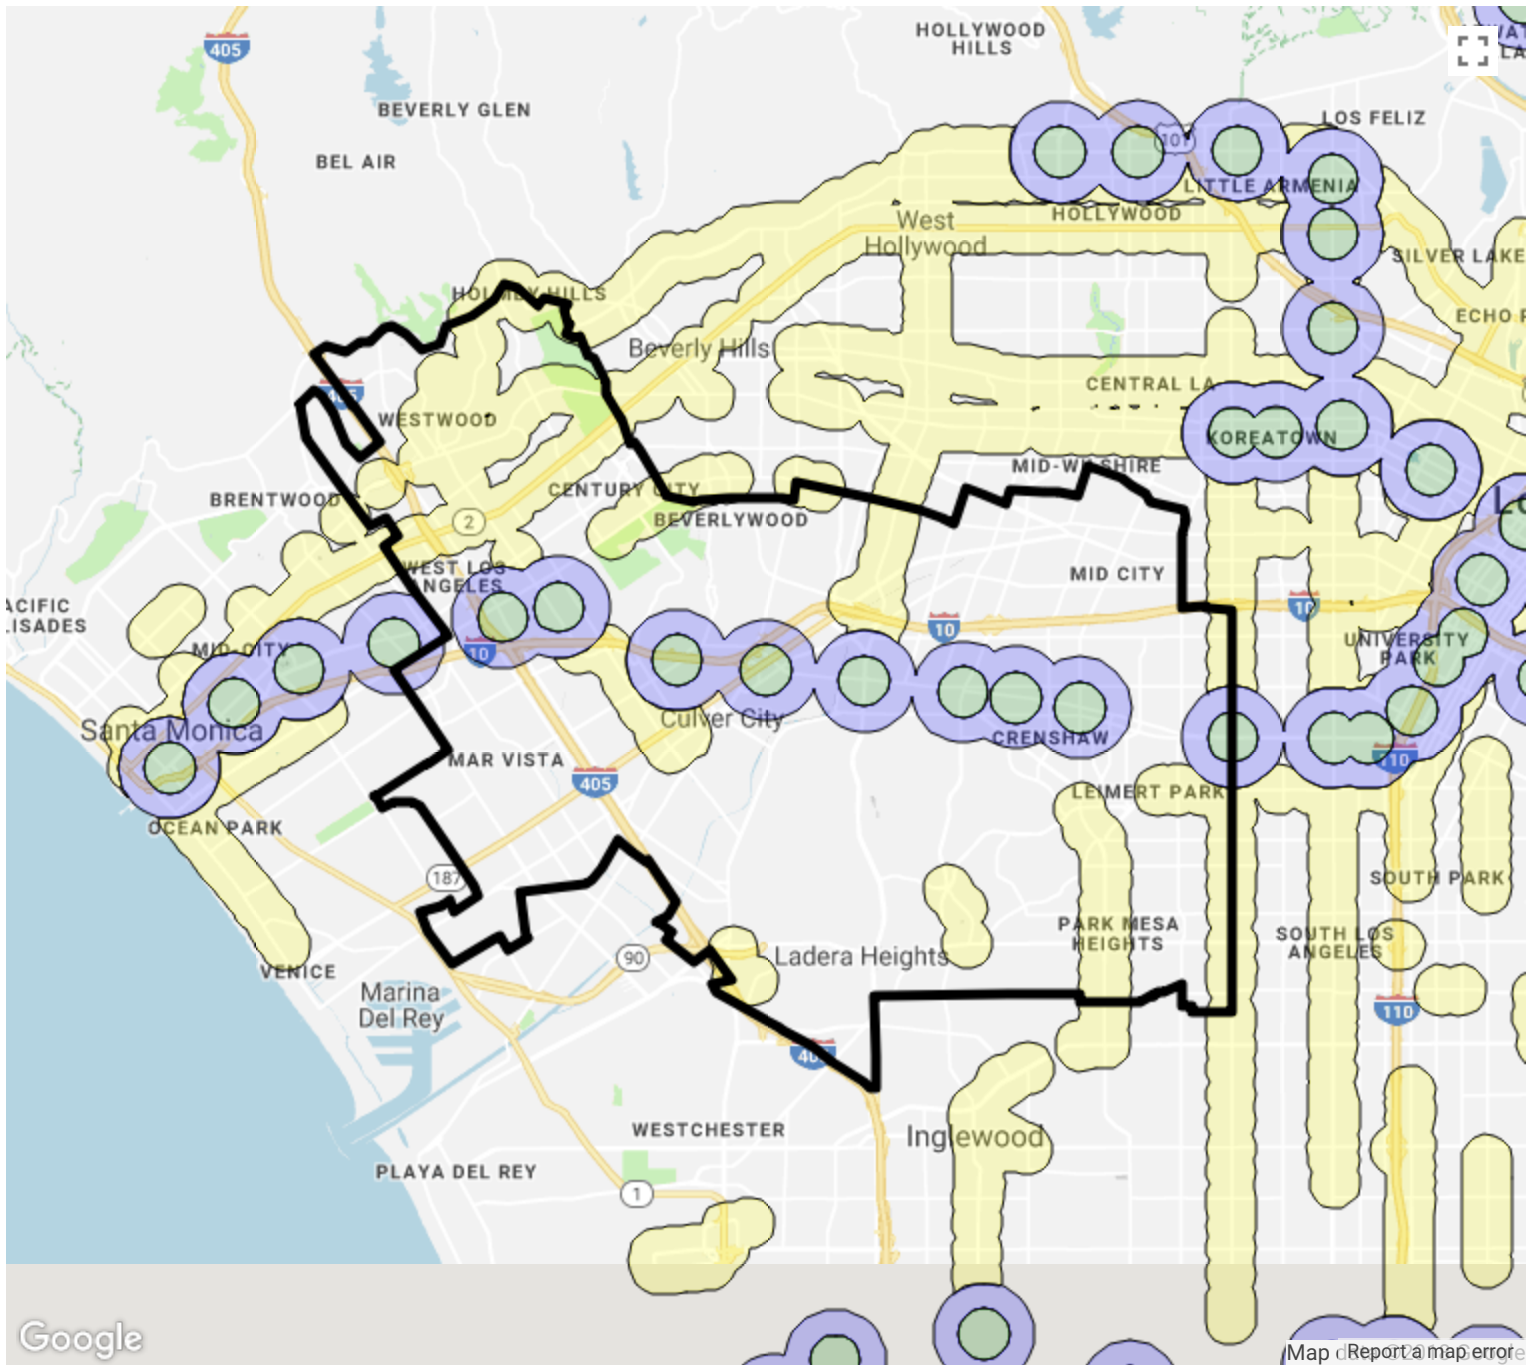 HOLLYWOOD
HILLS
405
BEVERLY GLEN
LOS FELIZ
BEL AIR
101
LITTLE ARMENIA
HOLLYWOOD
West
Hollywood
SILVER LAKE
HOLMBY HILLS
ECHO
Beverly Hills
CENTRAL LA
405
WESTWOOD
KOREATOWN
MID-WILSHIRE
BRENTWOOD
CENTURY CITY
2
BEVERLYWOOD
WEST LOS
ANGELES
MID CITY
ACIFIC
LISADES
10
10
MID-CITY
10
UNIVERSITY
PARK
Santa Monica
Culver City
CRENSHAW
MAR VISTA
110
405
LEIMERT PARK
OCEAN PARK
187
SOUTH PARK
PARK MESA
HEIGHTS
SOUTH LOS
ANGELES
90
Ladera Heights
VENICE
Marina
Del Rey
110
405
WESTCHESTER
Inglewood
PLAYA DEL REY
1
Google
Map
Report a map error